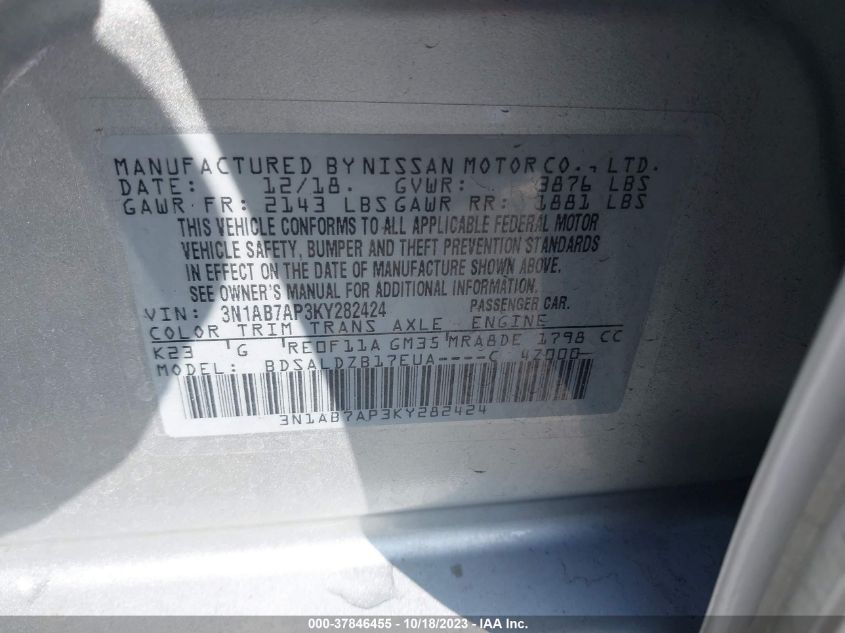 MANUFACTURED BY NISSAN MOTOR CO., LTD.
DATE: 12/18. GVWR: 3876 LBS
GAWR FR: 2143 LBS GAWR RR: 1881 LBS
THIS VEHICLE CONFORMS TO ALL APPLICABLE FEDERAL MOTOR
VEHICLE SAFETY, BUMPER AND THEFT PREVENTION STANDARDS
IN EFFECT ON THE DATE OF MANUFACTURE SHOWN ABOVE.
SEE OWNER'S MANUAL FOR ADDITIONAL INFORMATION.
VIN: 3N1AB7AP3KY282424 PASSENGER CAR.
COLOR TRIM TRANS AXLE ENGINE
K23 G RE0F11A GM35 MRA8DE 1798 CC
MODEL: BDSALDZB17EUA----C 4Z000-
3N1AB7AP3KY282424
000-37846455 - 10/18/2023 - IAA Inc.